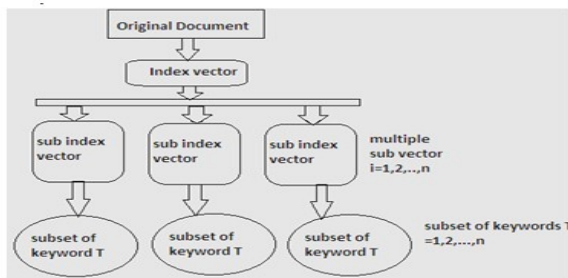 Original Document
Index vector
sub index
vector
sub index
vector
sub index
vector
multiple
sub vector
i=1,2,..,n
subset of
keyword T
subset of
keyword T
subset of
keyword T
subset of keywords T
=1,2,....,n